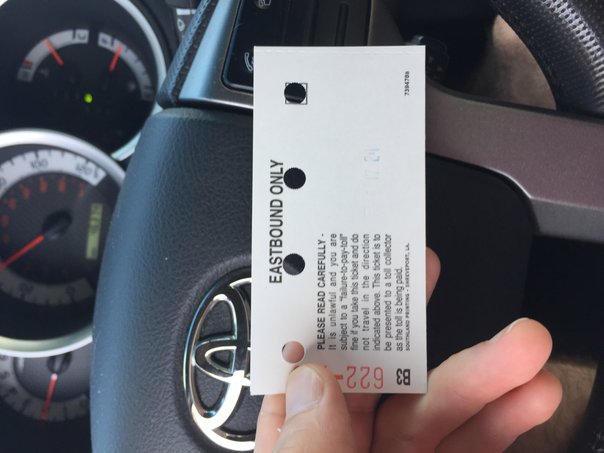 EASTBOUND ONLY
PLEASE READ CAREFULLY -
It is unlawful and you are
subject to a "failure-to-pay-toll"
fine if you take this ticket and do
not travel in the direction
indicated above. This ticket is to
be presented to a toll collector
as the toll is being paid.
SOUTHLAND PRINTING - SHREVEPORT, LA.
622-